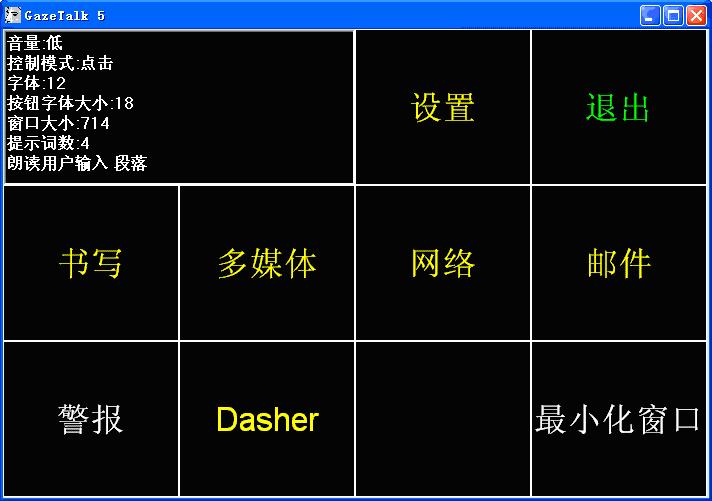 GazeTalk 5
音量:低
控制模式:点击
字体:12
按钮字体大小:18
窗口大小:714
提示词数:4
朗读用户输入 段落
设置
退出
书写
多媒体
网络
邮件
警报
Dasher
最小化窗口